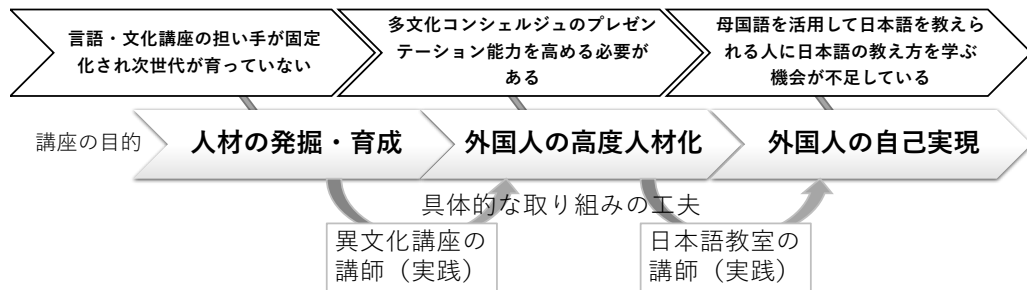 言語・文化講座の担い手が固定
化され次世代が育っていない
多文化コンシェルジュのプレゼン
テーション能力を高める必要が
ある
母国語を活用して日本語を教えら
れる人に日本語の教え方を学ぶ
機会が不足している
講座の目的
人材の発掘・育成
外国人の高度人材化
外国人の自己実現
具体的な取り組みの工夫
異文化講座の
講師（実践）
日本語教室の
講師（実践）